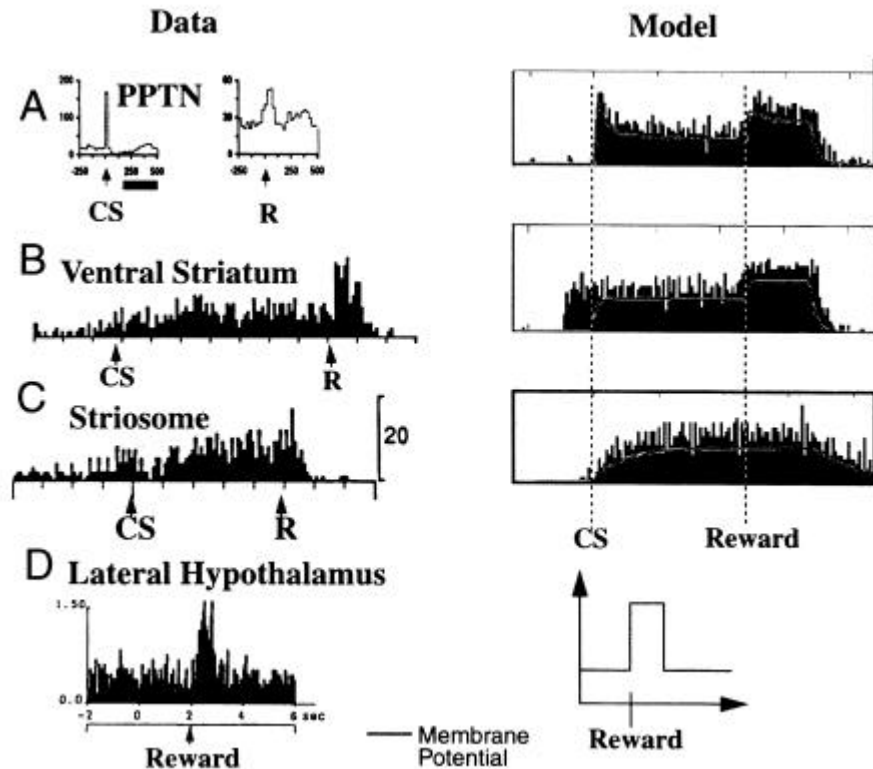 Data
Model
A
PPTN
200
100
0
-250
250
500
CS
60
30
0
-250
250
500
R
B
Ventral Striatum
CS
R
C
Striosome
20
CS
R
CS
Reward
D
Lateral Hypothalamus
1.50
0.0
-2
0
2
4
6
sec
Reward
Membrane
Potential
Reward